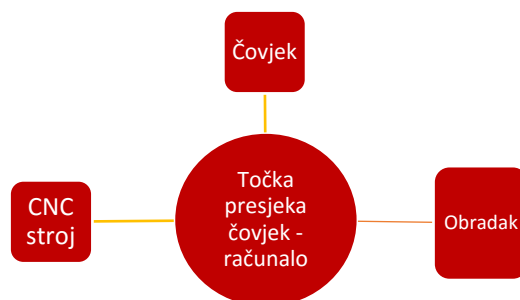 Čovjek
Točka
presjeka
čovjek -
računalo
CNC
stroj
Obradak